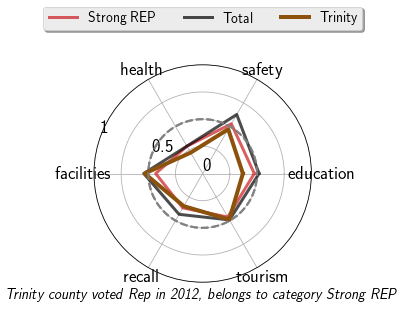 Strong REP Total Trinity
health safety
1
0.5
0
facilities education
recall tourism
Trinity county voted Rep in 2012, belongs to category Strong REP